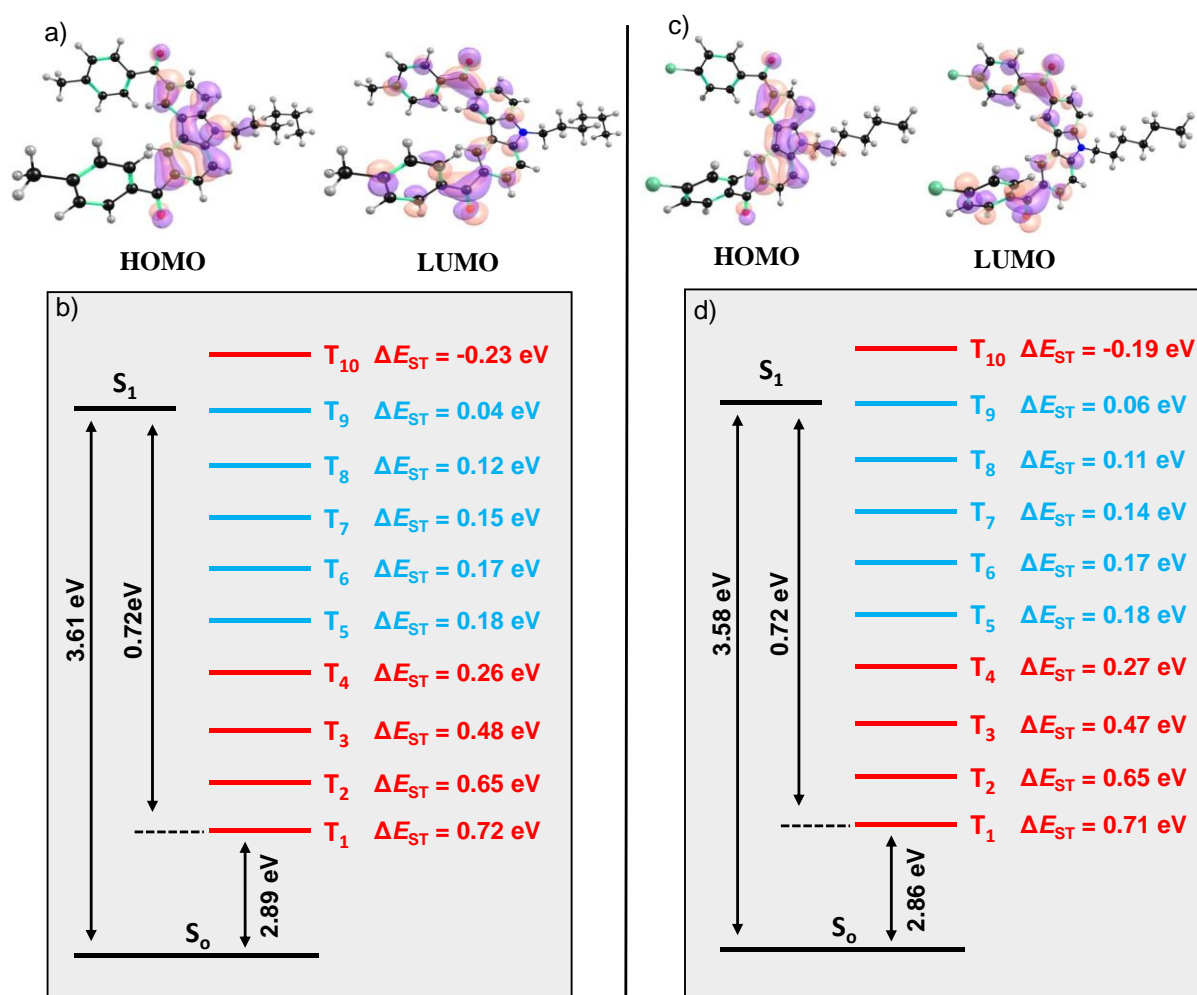 a)
HOMO
LUMO
b)
S1
3.61 eV
0.72eV
T10 ΔEST = -0.23 eV
T9 ΔEST = 0.04 eV
T8 ΔEST = 0.12 eV
T7 ΔEST = 0.15 eV
T6 ΔEST = 0.17 eV
T5 ΔEST = 0.18 eV
T4 ΔEST = 0.26 eV
T3 ΔEST = 0.48 eV
T2 ΔEST = 0.65 eV
T1 ΔEST = 0.72 eV
2.89 eV
So
c)
HOMO
LUMO
d)
S1
3.58 eV
0.72 eV
T10 ΔEST = -0.19 eV
T9 ΔEST = 0.06 eV
T8 ΔEST = 0.11 eV
T7 ΔEST = 0.14 eV
T6 ΔEST = 0.17 eV
T5 ΔEST = 0.18 eV
T4 ΔEST = 0.27 eV
T3 ΔEST = 0.47 eV
T2 ΔEST = 0.65 eV
T1 ΔEST = 0.71 eV
2.86 eV
So